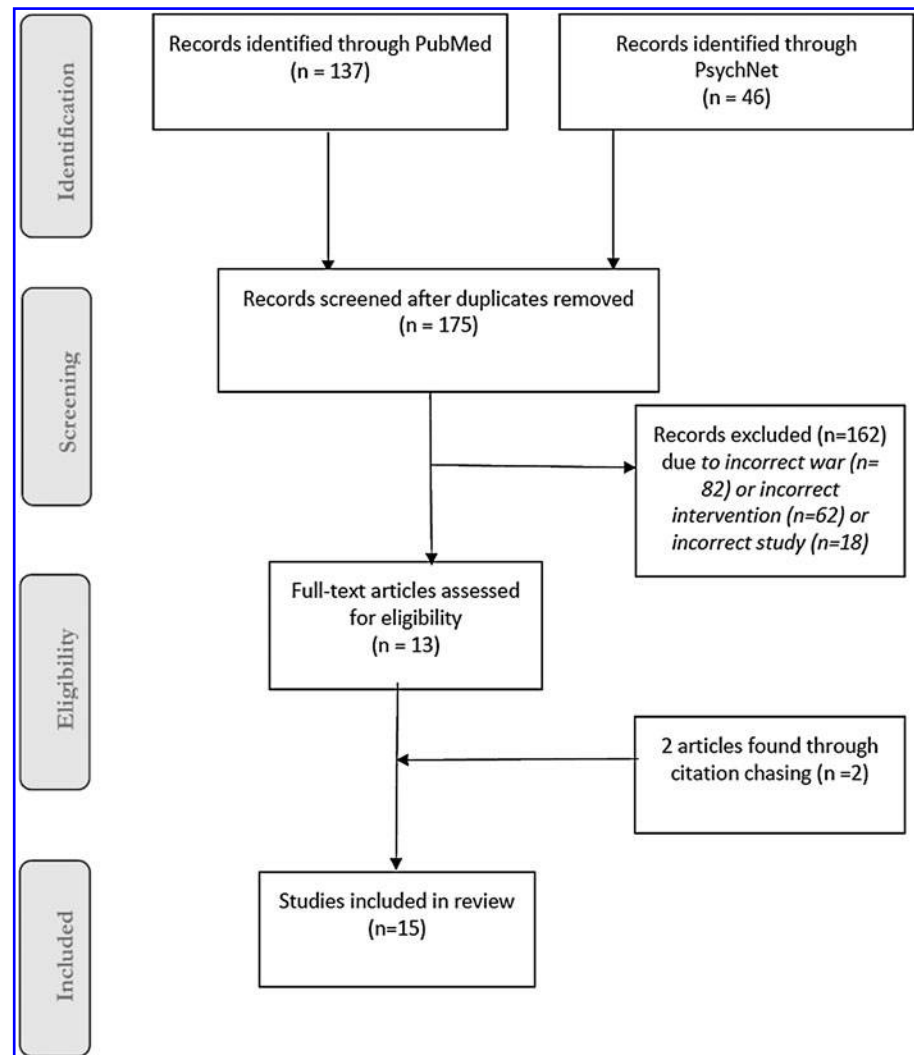 Identification
Records identified through PubMed
(n = 137)
Records identified through
PsychNet
(n = 46)
Screening
Records screened after duplicates removed
(n = 175)
Records excluded (n=162)
due to incorrect war (n=
82) or incorrect
intervention (n=62) or
incorrect study (n=18)
Eligibility
Full-text articles assessed
for eligibility
(n = 13)
2 articles found through
citation chasing (n =2)
Included
Studies included in review
(n=15)